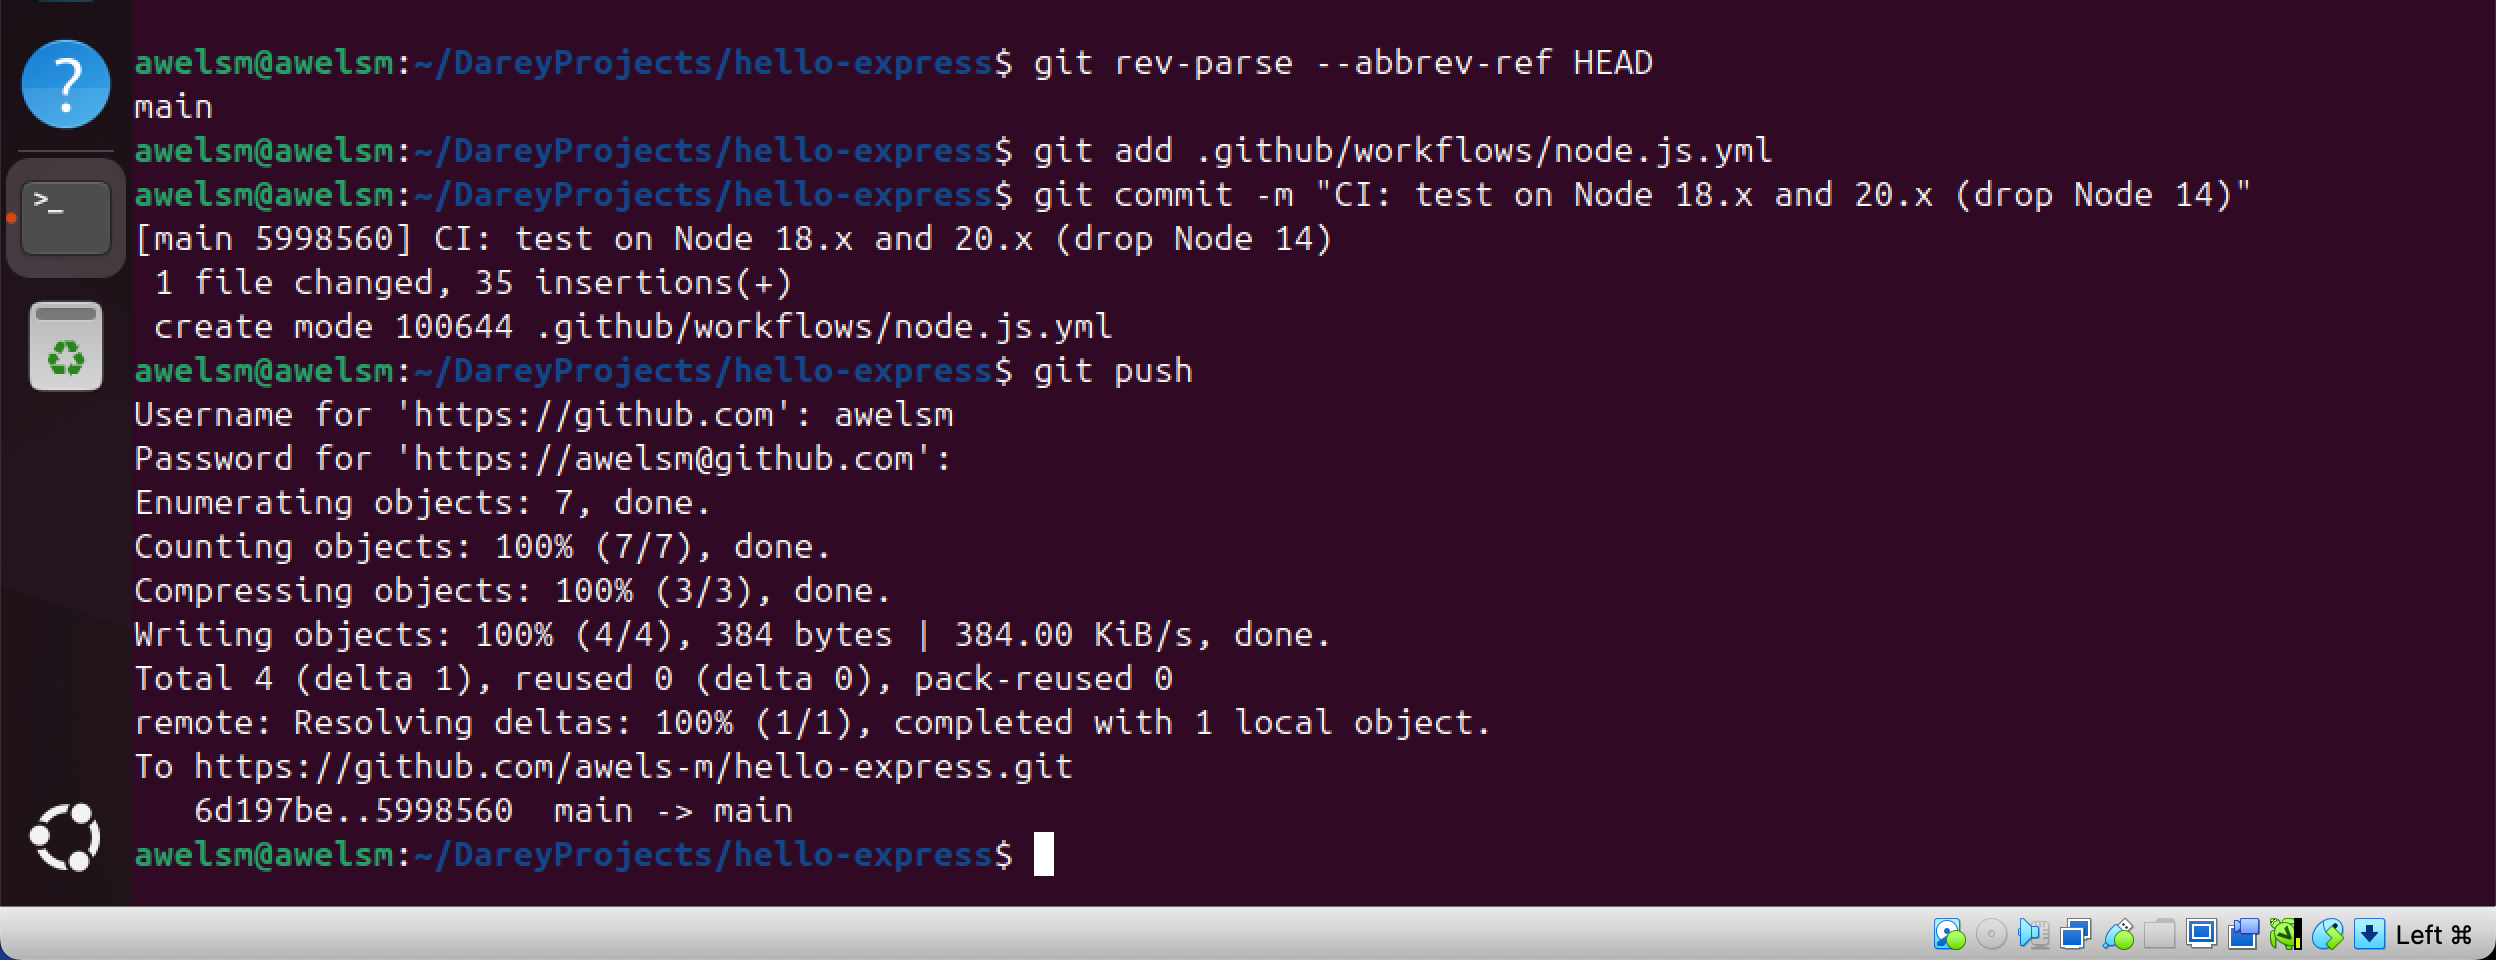 awelsm@awelsm:~/DareyProjects/hello-express$ git rev-parse --abbrev-ref HEAD
main
awelsm@awelsm:~/DareyProjects/hello-express$ git add .github/workflows/node.js.yml
awelsm@awelsm:~/DareyProjects/hello-express$ git commit -m "CI: test on Node 18.x and 20.x (drop Node 14)"
[main 5998560] CI: test on Node 18.x and 20.x (drop Node 14)
 1 file changed, 35 insertions(+)
 create mode 100644 .github/workflows/node.js.yml
awelsm@awelsm:~/DareyProjects/hello-express$ git push
Username for 'https://github.com': awelsm
Password for 'https://awelsm@github.com':
Enumerating objects: 7, done.
Counting objects: 100% (7/7), done.
Compressing objects: 100% (3/3), done.
Writing objects: 100% (4/4), 384 bytes | 384.00 KiB/s, done.
Total 4 (delta 1), reused 0 (delta 0), pack-reused 0
remote: Resolving deltas: 100% (1/1), completed with 1 local object.
To https://github.com/awels-m/hello-express.git
   6d197be..5998560  main -> main
awelsm@awelsm:~/DareyProjects/hello-express$
Left ⌘